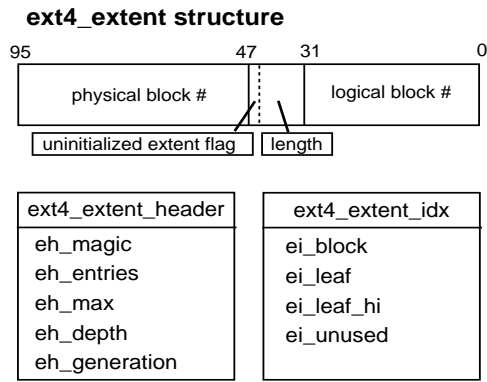 ext4_extent structure
95 47 31 0
physical block # logical block #
uninitialized extent flag length
ext4_extent_header
eh_magic
eh_entries
eh_max
eh_depth
eh_generation
ext4_extent_idx
ei_block
ei_leaf
ei_leaf_hi
ei_unused